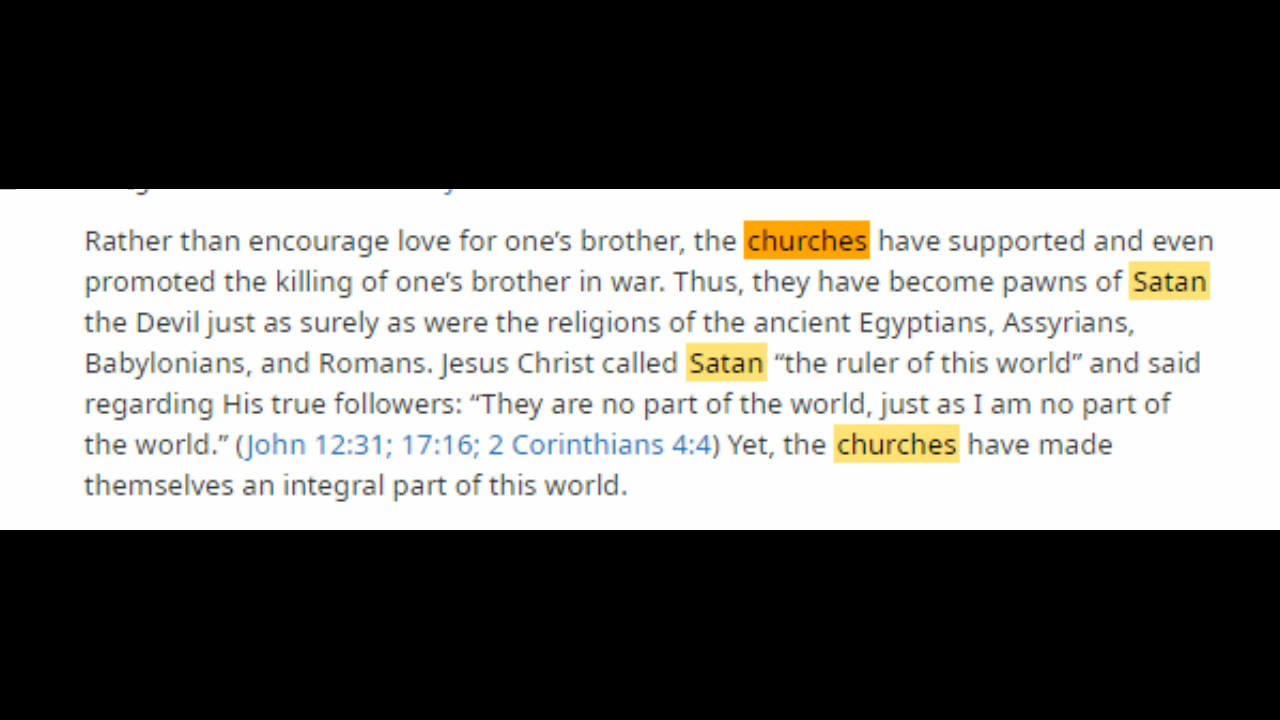 Rather than encourage love for one’s brother, the churches have supported and even
promoted the killing of one’s brother in war. Thus, they have become pawns of Satan
the Devil just as surely as were the religions of the ancient Egyptians, Assyrians,
Babylonians, and Romans. Jesus Christ called Satan “the ruler of this world” and said
regarding His true followers: “They are no part of the world, just as I am no part of
the world.” (John 12:31; 17:16; 2 Corinthians 4:4) Yet, the churches have made
themselves an integral part of this world.